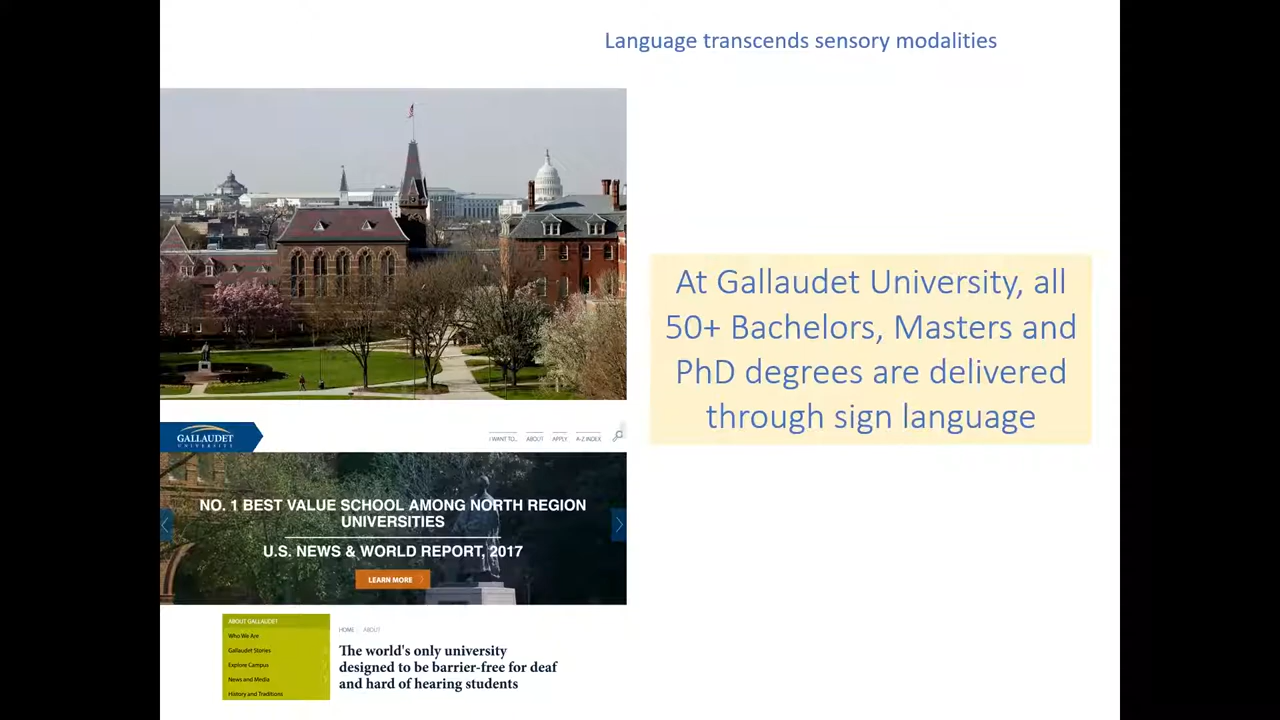 Language transcends sensory modalities
At Gallaudet University, all
50+ Bachelors, Masters and
PhD degrees are delivered
through sign language
GALLAUDET
UNIVERSITY
I WANT TO...
ABOUT
APPLY
A-Z INDEX
NO. 1 BEST VALUE SCHOOL AMONG NORTH REGION
UNIVERSITIES
U.S. NEWS & WORLD REPORT, 2017
LEARN MORE
ABOUT GALLAUDET
Who We Are
Gallaudet Stories
Explore Campus
News and Media
History and Traditions
HOME | ABOUT
The world's only university
designed to be barrier-free for deaf
and hard of hearing students